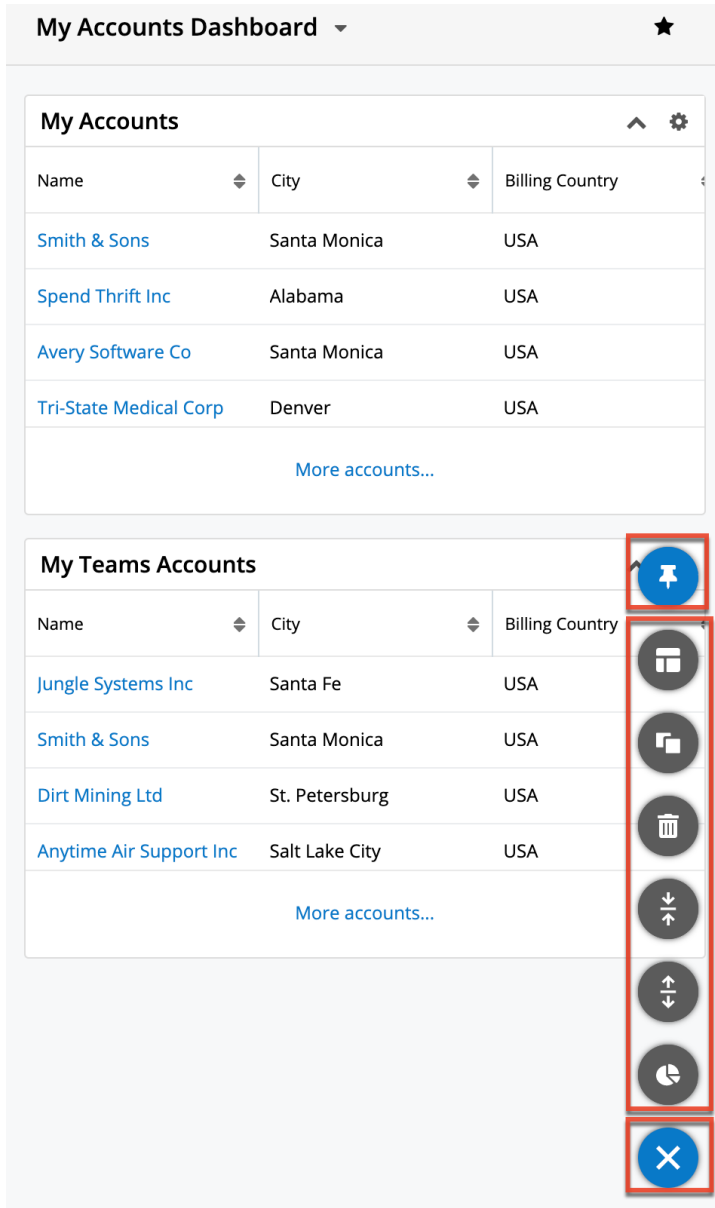 My Accounts Dashboard
My Accounts
Name City Billing Country
Smith & Sons Santa Monica USA
Spend Thrift Inc Alabama USA
Avery Software Co Santa Monica USA
Tri-State Medical Corp Denver USA
More accounts...
My Teams Accounts
Name City Billing Country
Jungle Systems Inc Santa Fe USA
Smith & Sons Santa Monica USA
Dirt Mining Ltd St. Petersburg USA
Anytime Air Support Inc Salt Lake City USA
More accounts...